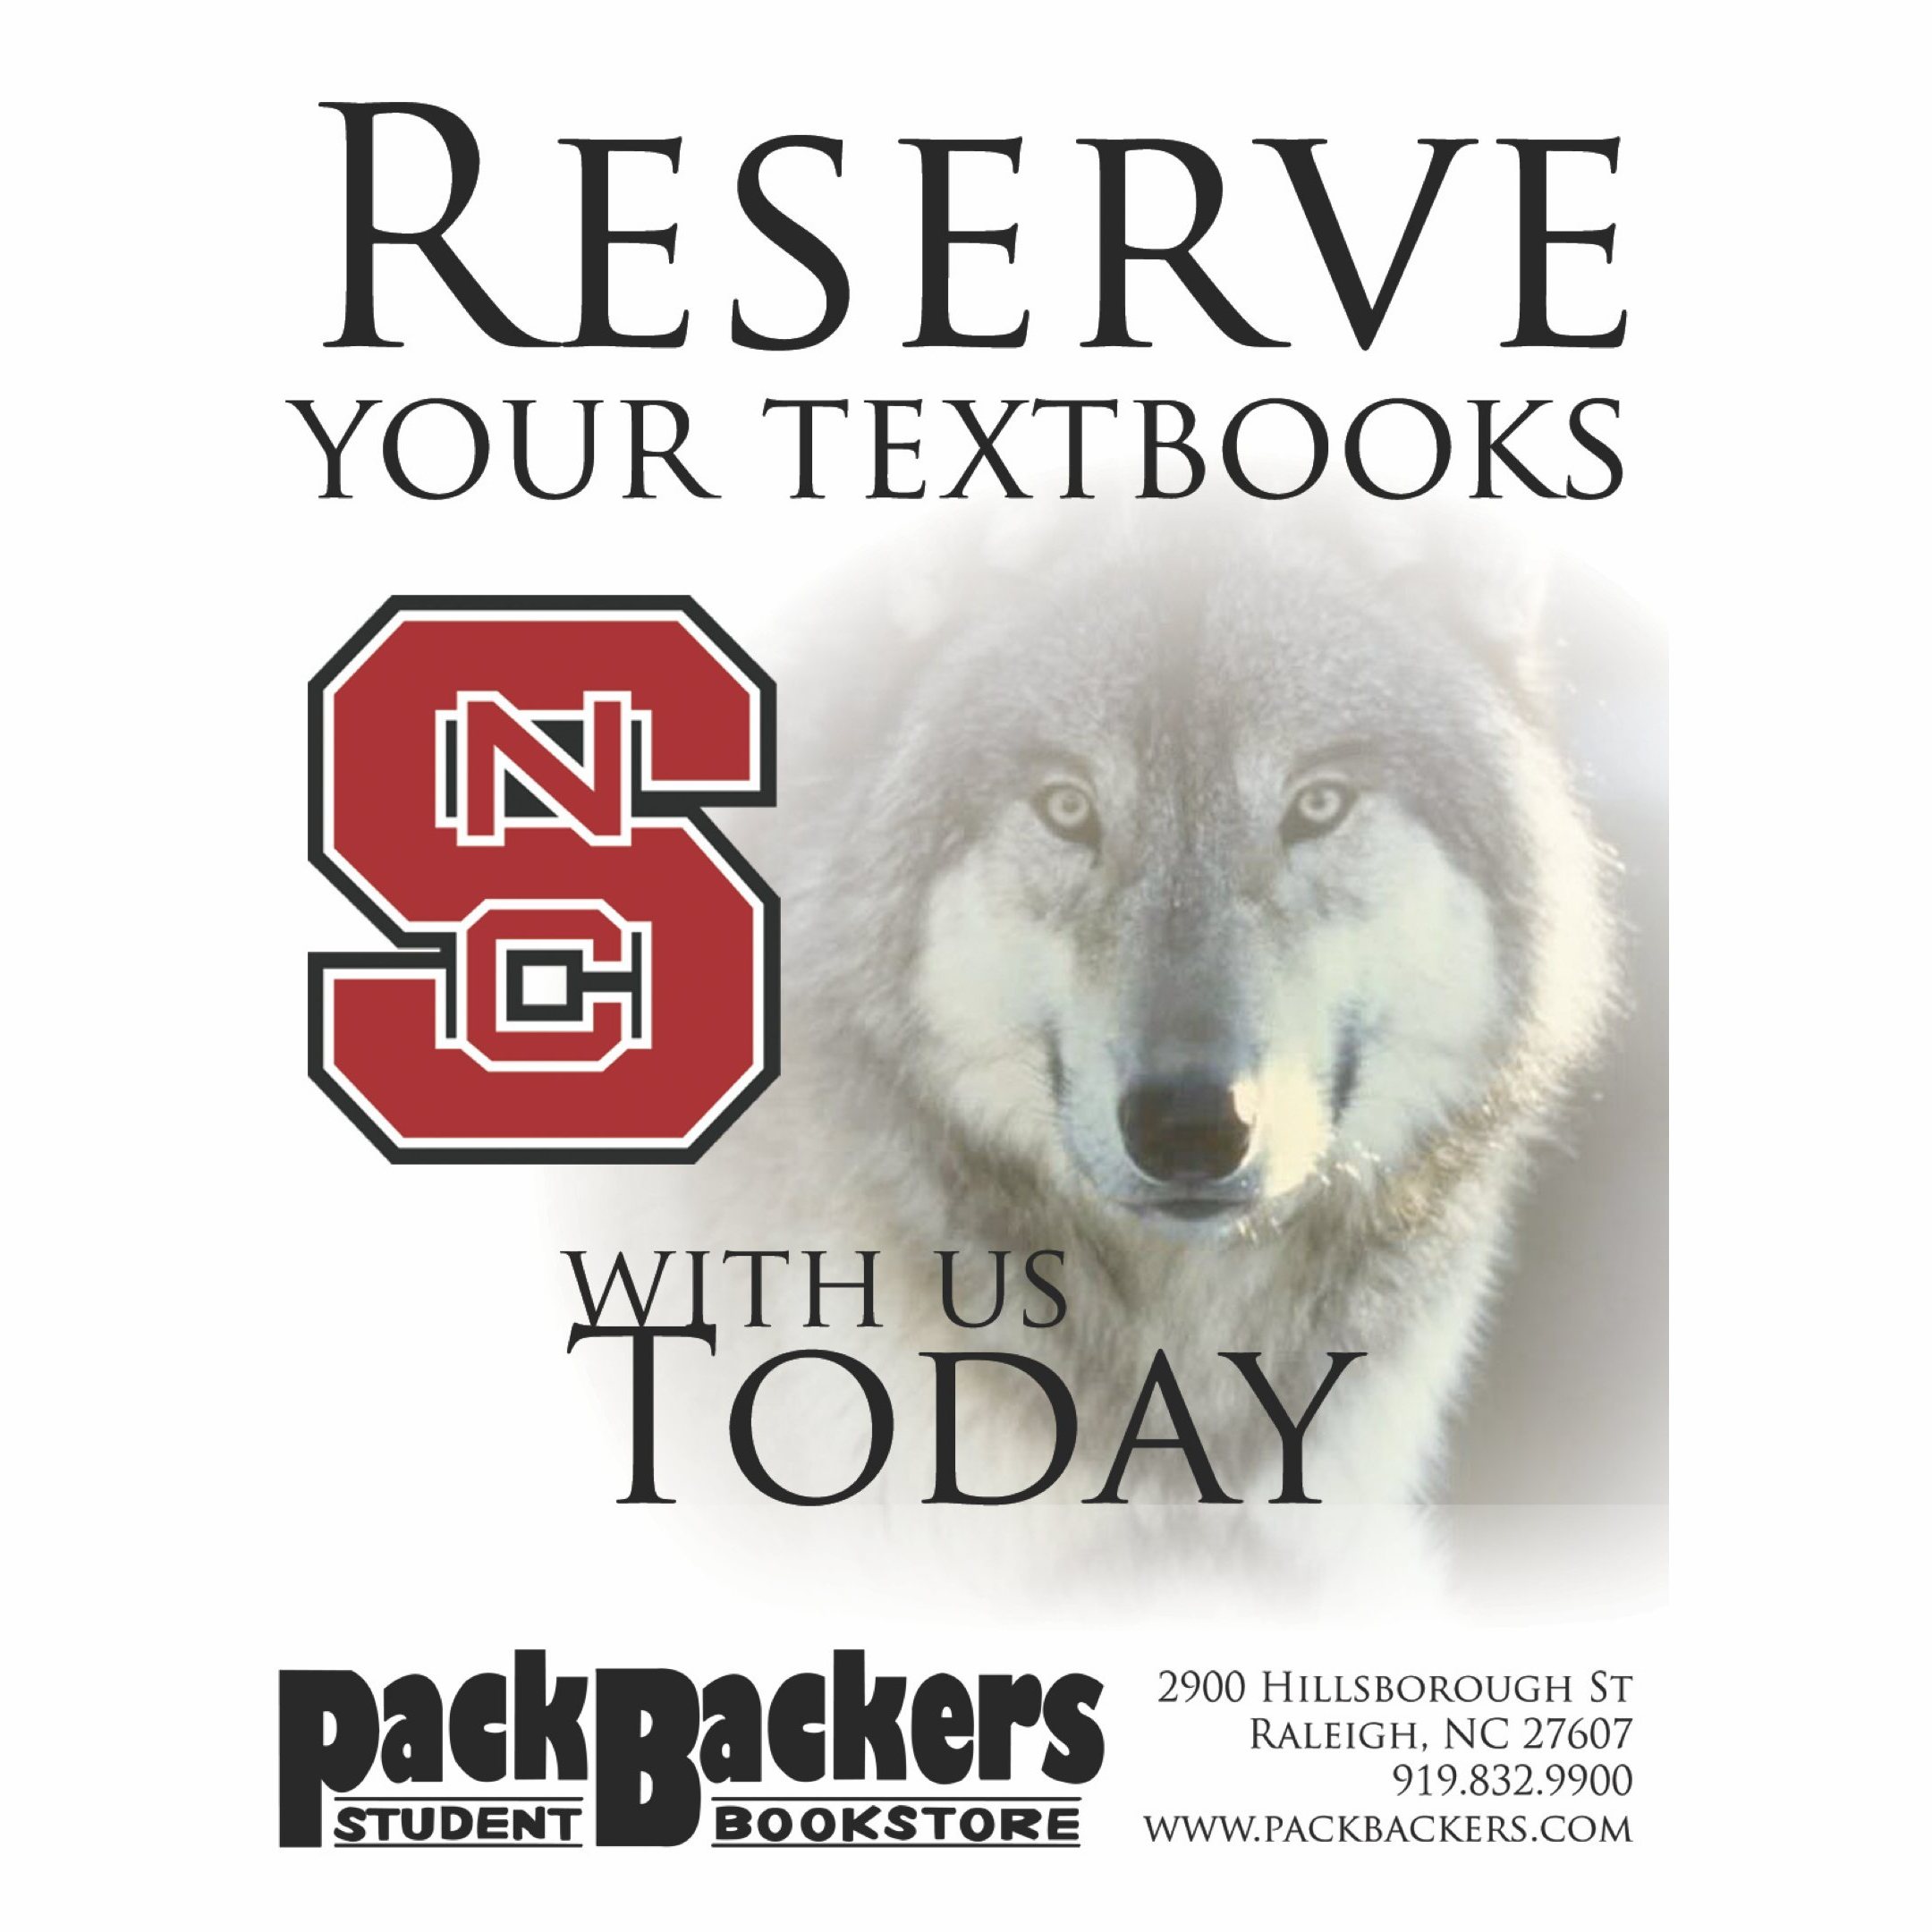 RESERVE
YOUR TEXTBOOKS
NCS
WITH US
TODAY
PackBackers
STUDENT BOOKSTORE
2900 HILLSBOROUGH ST
RALEIGH, NC 27607
919.832.9900
WWW.PACKBACKERS.COM